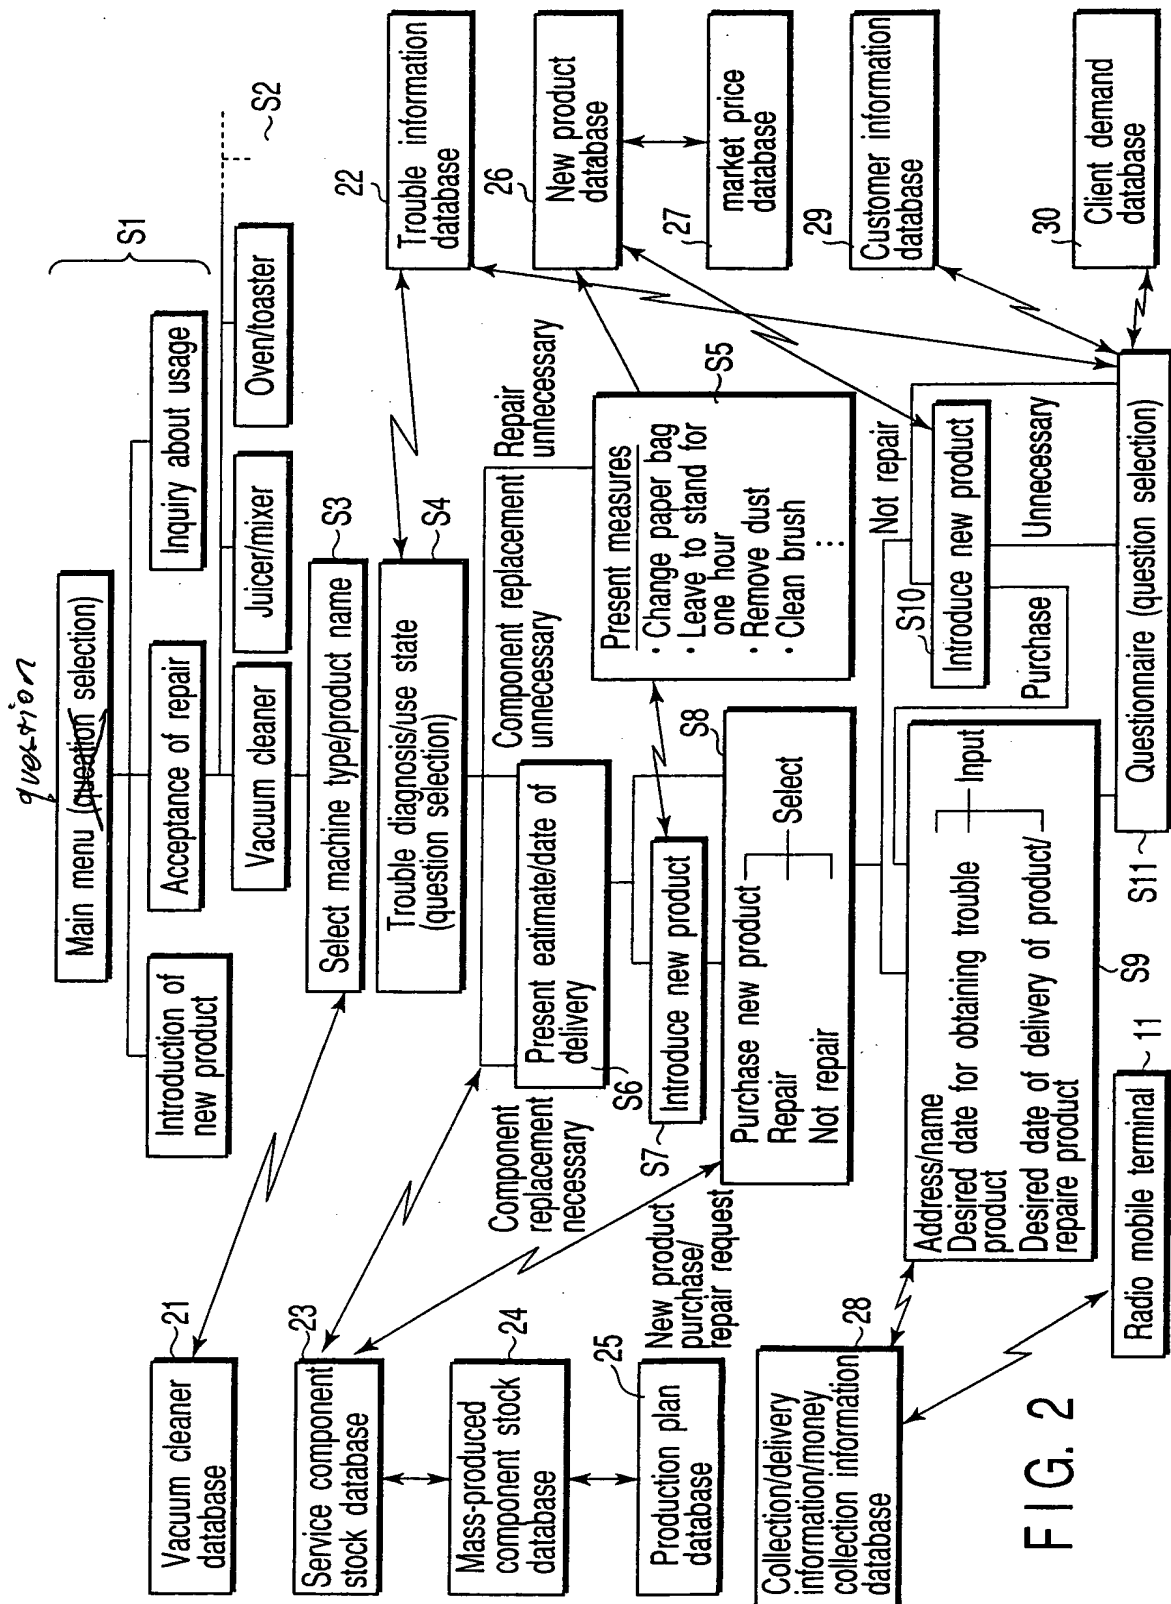 question
Main menu (queation selection)
S1
Introduction of
new product
Acceptance of repair
Inquiry about usage
S2
Vacuum cleaner
Juicer/mixer
Oven/toaster
Select machine type/product name
S3
Trouble diagnosis/use state
(question selection)
S4
21
Vacuum cleaner
database
22
Trouble information
database
Component
replacement
necessary
Component replacement
unnecessary
Repair
unnecessary
23
Service component
stock database
24
Mass-produced
component stock
database
25
Production plan
database
Present eatimate/date of
delivery
S6
Present measures
· Change paper bag
· Leave to stand for
one hour
· Remove dust
· Clean brush
⋮
S5
26
New product
database
27
market price
database
S7
Introduce new product
S8
New product
purchase/
repair request
Purchase new product
Repair
Not repair
Select
Not repair
S10
Introduce new product
Purchase
Unnecessary
28
Collection/delivery
information/money
collection information
database
Address/name
Desired date for obtaining trouble
product
Desired date of delivery of product/
repaire product
Input
S9
29
Customer information
database
30
Client demand
database
Radio mobile terminal
11
S11
Questionnaire (question selection)
FIG. 2